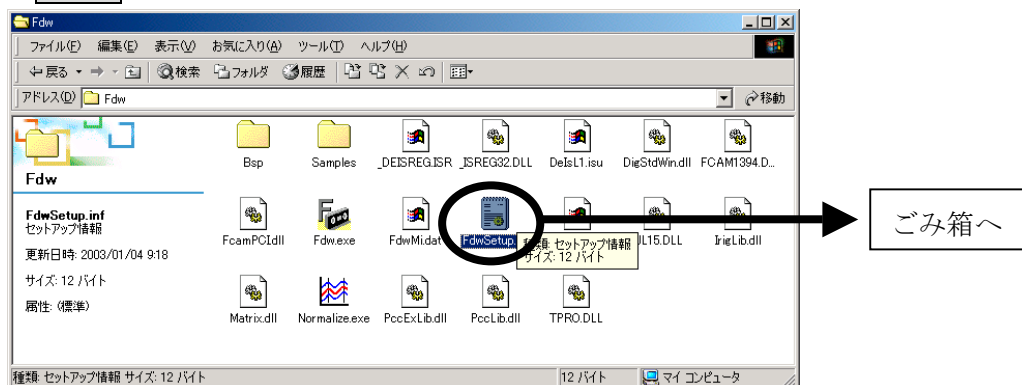 Fdw
ファイル(F) 編集(E) 表示(V) お気に入り(A) ツール(T) ヘルプ(H)
戻る 検索 フォルダ 履歴
アドレス(D) Fdw 移動
Fdw
FdwSetup.inf
セットアップ情報
更新日時: 2003/01/04 9:18
サイズ: 12 バイト
属性: (標準)
Bsp Samples _DEISREG.ISR _ISREG32.DLL DeIsL1.isu DigStdWin.dll FCAM1394.D...
FcamPCI.dll Fdw.exe FdwMi.dat FdwSetup. JL15.DLL IrigLib.dll
種類: セットアップ情報
サイズ: 12 バイト
Matrix.dll Normalize.exe PccExLib.dll PccLib.dll TPRO.DLL
種類: セットアップ情報 サイズ: 12 バイト 12 バイト マイ コンピュータ
ごみ箱へ